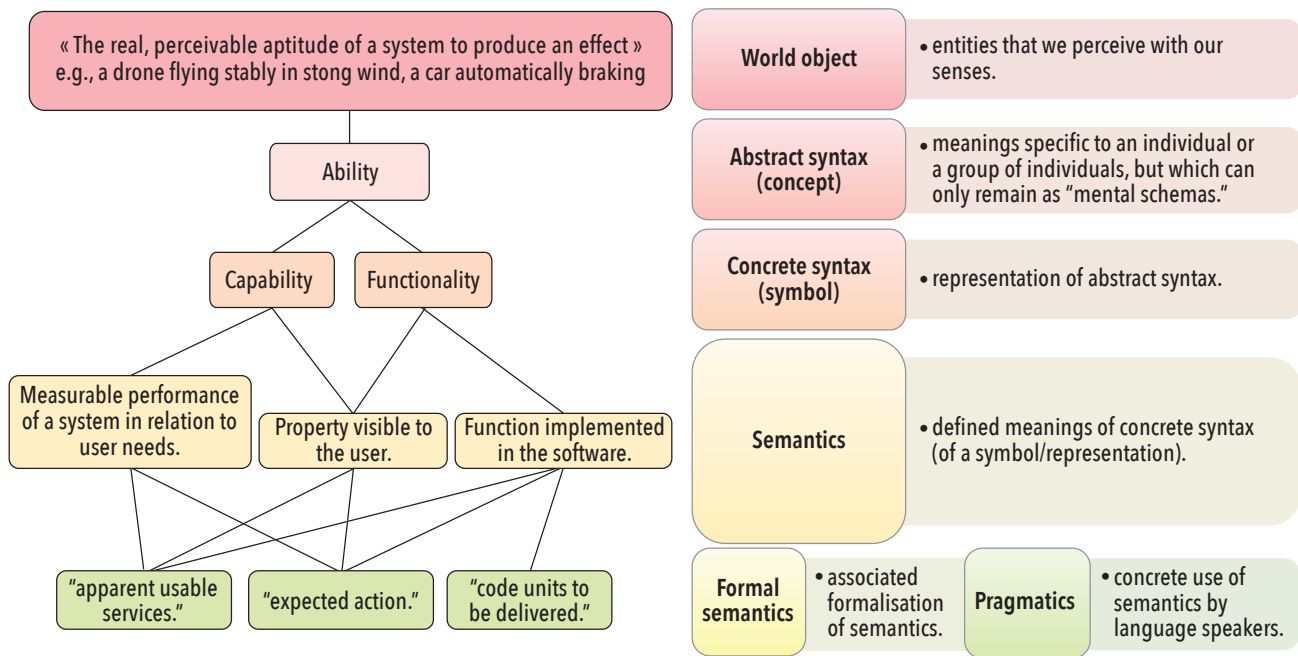 « The real, perceivable aptitude of a system to produce an effect »
e.g., a drone flying stably in stong wind, a car automatically braking
Ability
Capability
Functionality
Measurable performance
of a system in relation to
user needs.
Property visible to
the user.
Function implemented
in the software.
"apparent usable
services."
"expected action."
"code units to
be delivered."
World object
• entities that we perceive with our
senses.
Abstract syntax
(concept)
• meanings specific to an individual or
a group of individuals, but which can
only remain as "mental schemas."
Concrete syntax
(symbol)
• representation of abstract syntax.
Semantics
• defined meanings of concrete syntax
(of a symbol/representation).
Formal
semantics
• associated
formalisation
of semantics.
Pragmatics
• concrete use of
semantics by
language speakers.